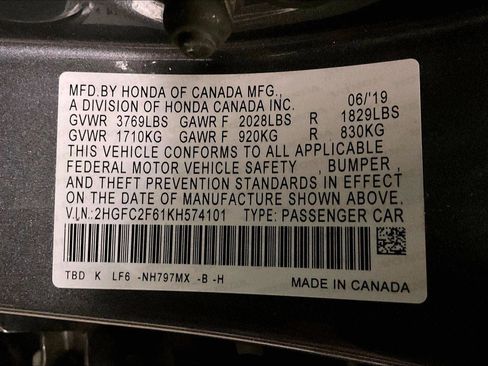 MFD.BY HONDA OF CANADA MFG.,
A DIVISION OF HONDA CANADA INC. 06/'19
GVWR 3769LBS GAWR F 2028LBS R 1829LBS
GVWR 1710KG GAWR F 920KG R 830KG
THIS VEHICLE CONFORMS TO ALL APPLICABLE
FEDERAL MOTOR VEHICLE SAFETY , BUMPER ,
AND THEFT PREVENTION STANDARDS IN EFFECT
ON THE DATE OF MANUFACTURE SHOWN ABOVE.
V.I.N:2HGFC2F61KH574101 TYPE: PASSENGER CAR
TBD K LF6 -NH797MX -B -H
MADE IN CANADA